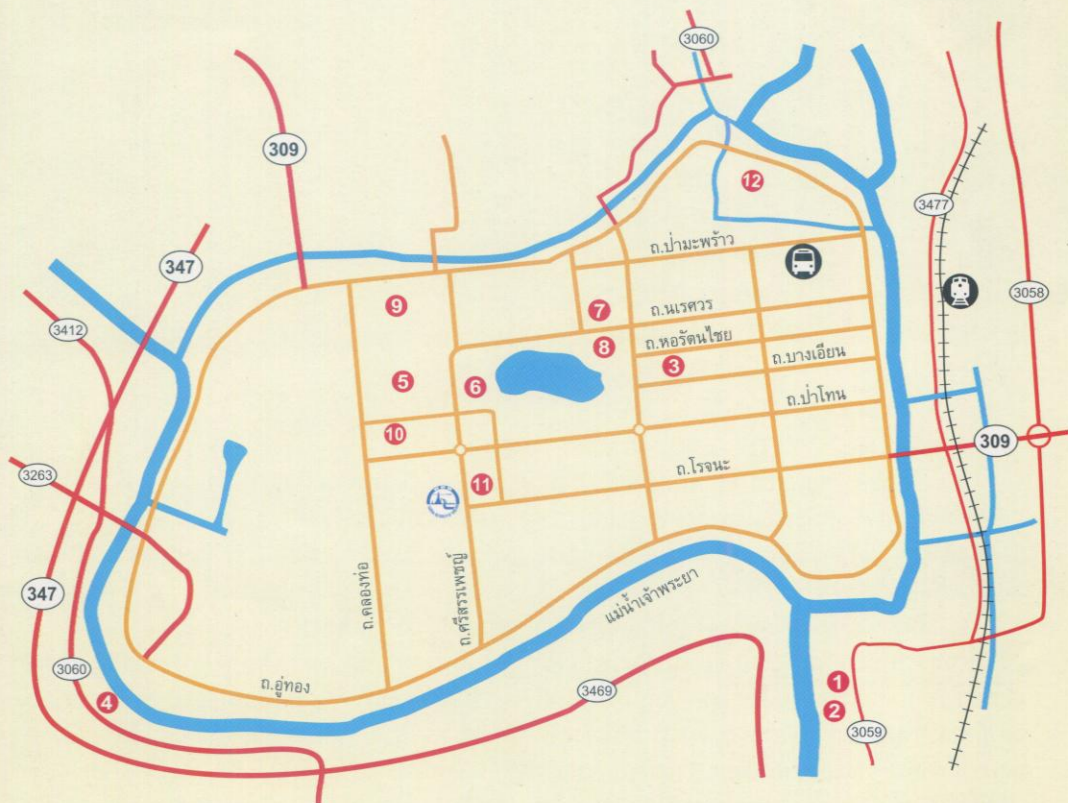 3060
309
12
3477
ถ.ป่ามะพร้าว
347
3058
9
7
ถ.นเรศวร
3412
8
ถ.หอรัตนไชย
ถ.บางเอียน
3
5
6
ถ.ป่าโทน
10
309
3263
ถ.โรจนะ
11
ถ.คลองท่อ
ถ.ศรีสรรเพชญ์
แม่น้ำเจ้าพระยา
347
3060
ถ.อู่ทอง
3469
1
4
2
3059